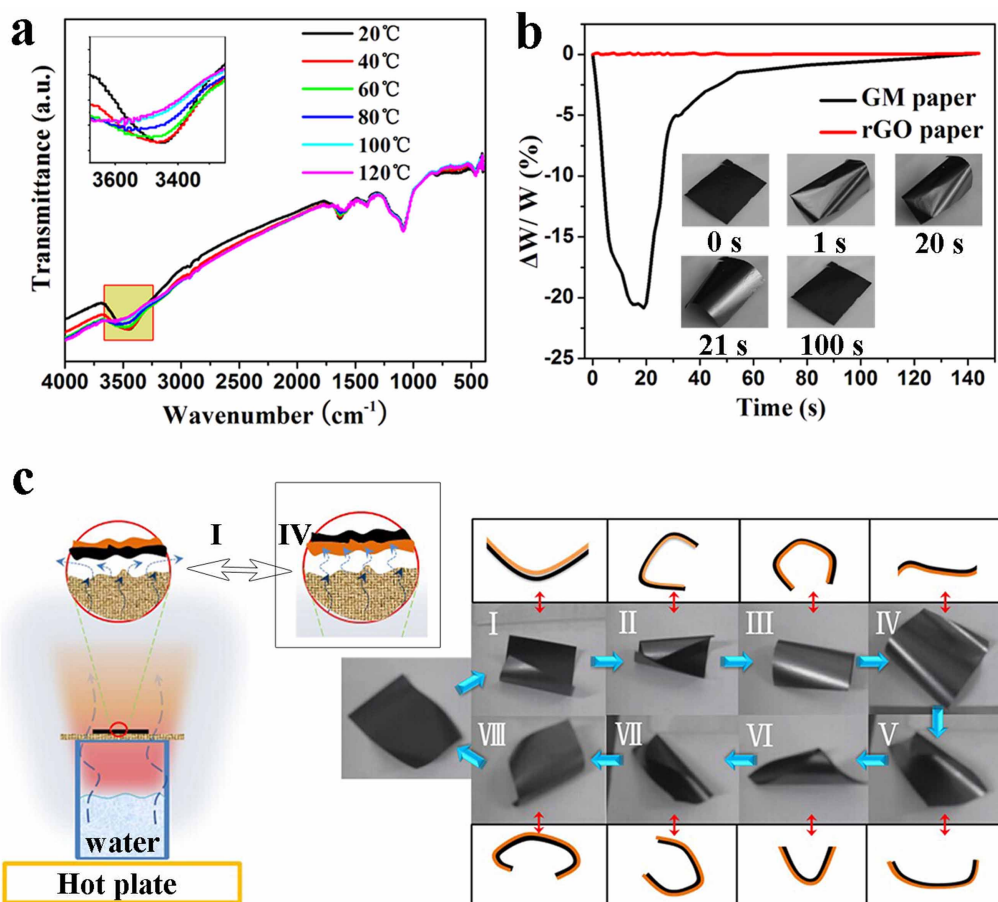 a
20℃
40℃
60℃
80℃
100℃
120℃
3600 3400
Transmittance (a.u.)
4000 3500 3000 2500 2000 1500 1000 500
Wavenumber (cm⁻¹)
b
0
-5
-10
-15
-20
-25
ΔW/ W (%)
GM paper
rGO paper
0 s 1 s 20 s
21 s 100 s
0 20 40 60 80 100 120 140
Time (s)
c
I IV
water
Hot plate
I II III IV
VIII VII VI V